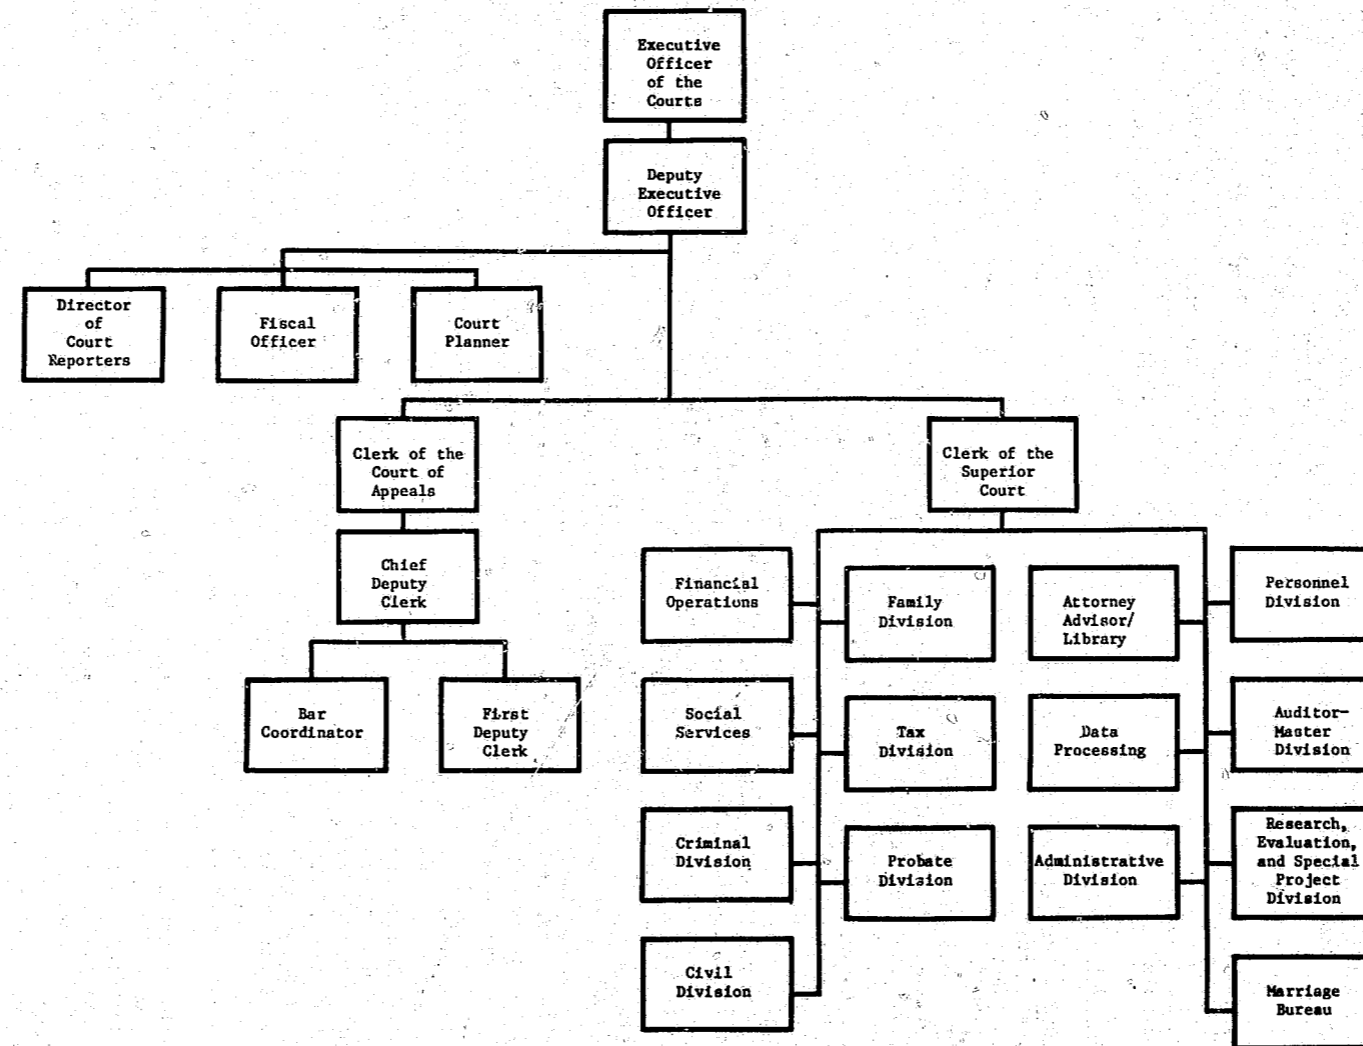 Executive
Officer
of the
Courts
Deputy
Executive
Officer
Director
of
Court
Reporters
Fiscal
Officer
Court
Planner
Clerk of the
Court of
Appeals
Clerk of the
Superior
Court
Chief
Deputy
Clerk
Bar
Coordinator
First
Deputy
Clerk
Financial
Operations
Family
Division
Attorney
Advisor/
Library
Personnel
Division
Social
Services
Tax
Division
Data
Processing
Auditor-
Master
Division
Criminal
Division
Probate
Division
Administrative
Division
Research,
Evaluation,
and Special
Project
Division
Civil
Division
Marriage
Bureau